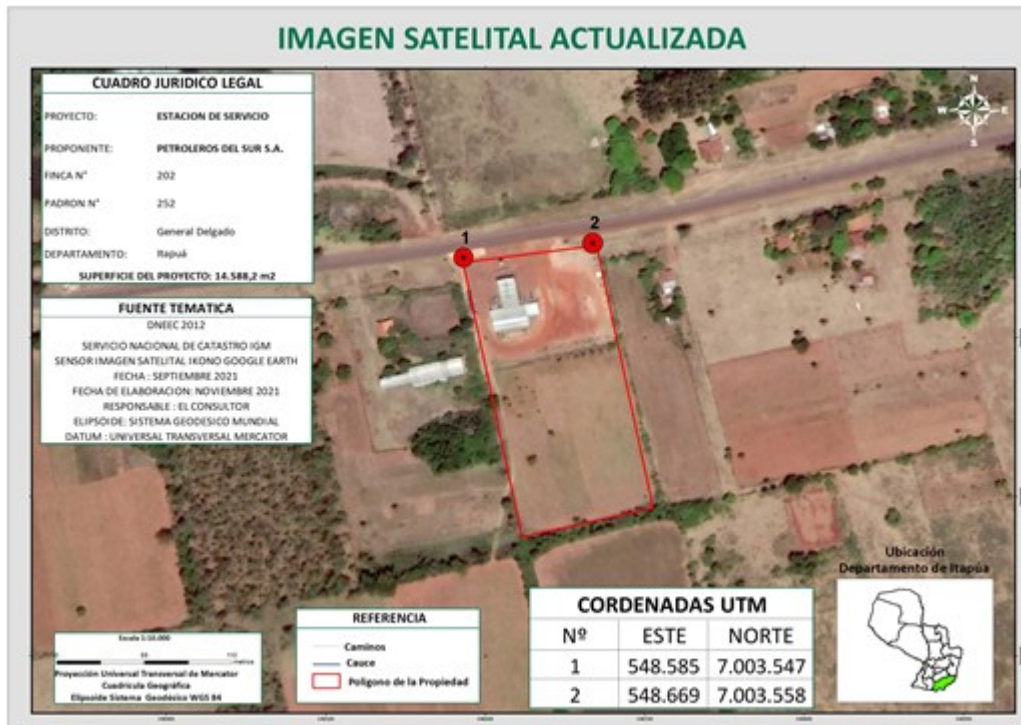 IMAGEN SATELITAL ACTUALIZADA
CUADRO JURIDICO LEGAL
PROYECTO: ESTACION DE SERVICIO
PROPONENTE: PETROLEROS DEL SUR S.A.
FINCA N° 202
PADRON N° 252
DISTRITO: General Delgado
DEPARTAMENTO: Itapuá
SUPERFICIE DEL PROYECTO: 14.588,2 m2
FUENTE TEMATICA
DNEEC 2012
SERVICIO NACIONAL DE CATASTRO IGM
SENSOR IMAGEN SATELITAL IKONO GOOGLE EARTH
FECHA : SEPTIEMBRE 2021
FECHA DE ELABORACION: NOVIEMBRE 2021
RESPONSABLE : EL CONSULTOR
ELIPSOIDE: SISTEMA GEODESICO MUNDIAL
DATUM : UNIVERSAL TRANSVERSAL MERCATOR
N
W E
S
1
2
Ubicación
Departamento de Itapúa
REFERENCIA
Caminos
Cauce
Poligono de la Propiedad
CORDENADAS UTM
Nº ESTE NORTE
1 548.585 7.003.547
2 548.669 7.003.558
Proyección Universal Transversal de Mercator
Cuadrícula Geográfica
Elipsoide Sistema Geodésico WGS 84